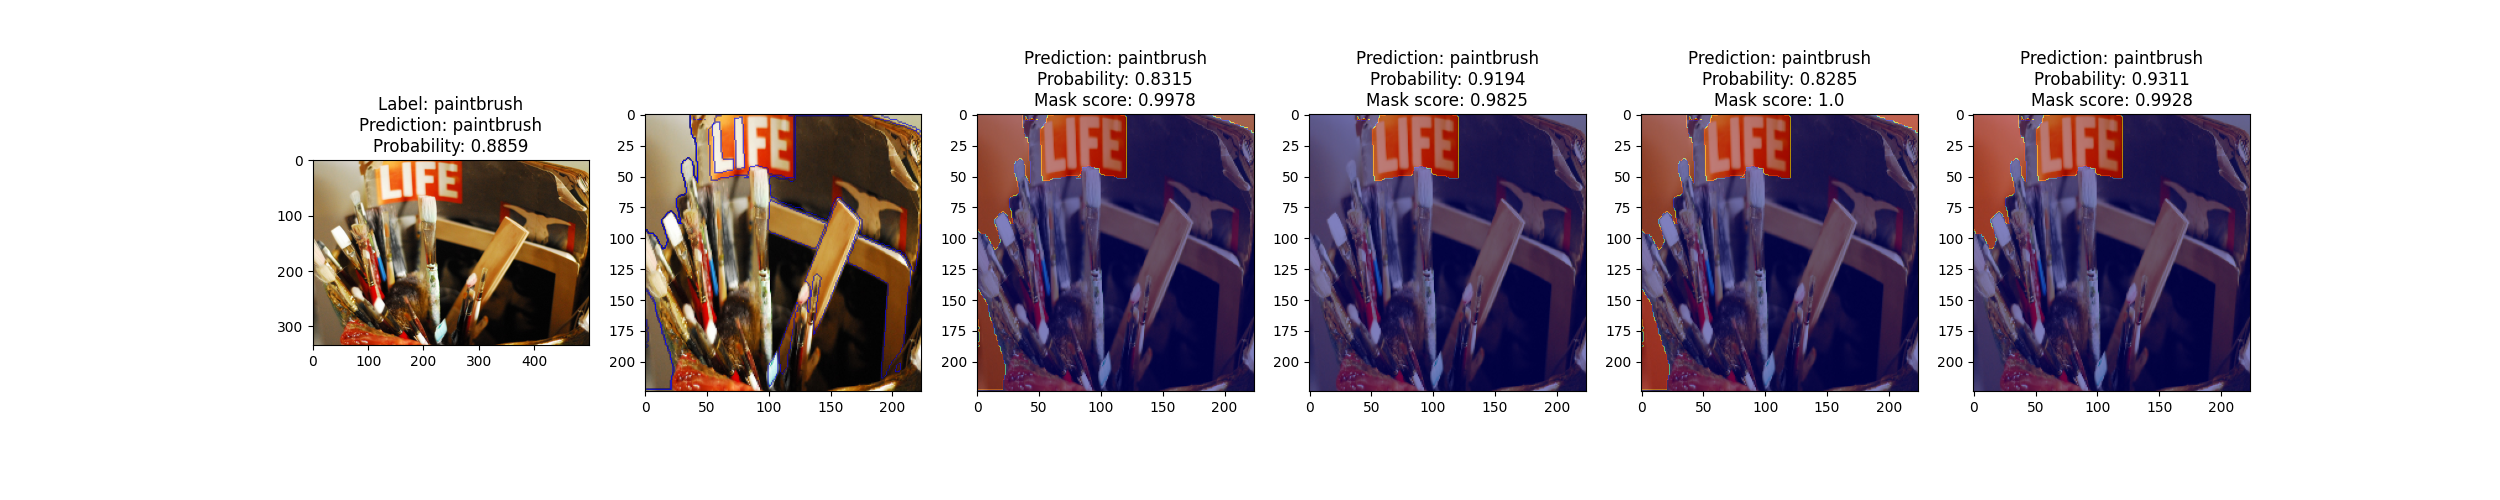 Label: paintbrush
Prediction: paintbrush
Probability: 0.8859
0
100
200
300
0 100 200 300 400
LIFE
0
25
50
75
100
125
150
175
200
0 50 100 150 200
LIFE
Prediction: paintbrush
Probability: 0.8315
Mask score: 0.9978
0
25
50
75
100
125
150
175
200
0 50 100 150 200
LIFE
Prediction: paintbrush
Probability: 0.9194
Mask score: 0.9825
0
25
50
75
100
125
150
175
200
0 50 100 150 200
LIFE
Prediction: paintbrush
Probability: 0.8285
Mask score: 1.0
0
25
50
75
100
125
150
175
200
0 50 100 150 200
LIFE
Prediction: paintbrush
Probability: 0.9311
Mask score: 0.9928
0
25
50
75
100
125
150
175
200
0 50 100 150 200
LIFE